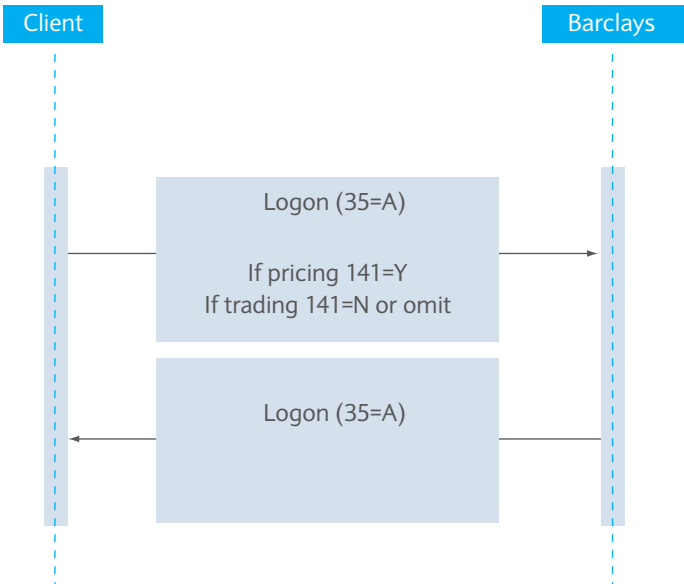 Client
Barclays
Logon (35=A)
If pricing 141=Y
If trading 141=N or omit
Logon (35=A)